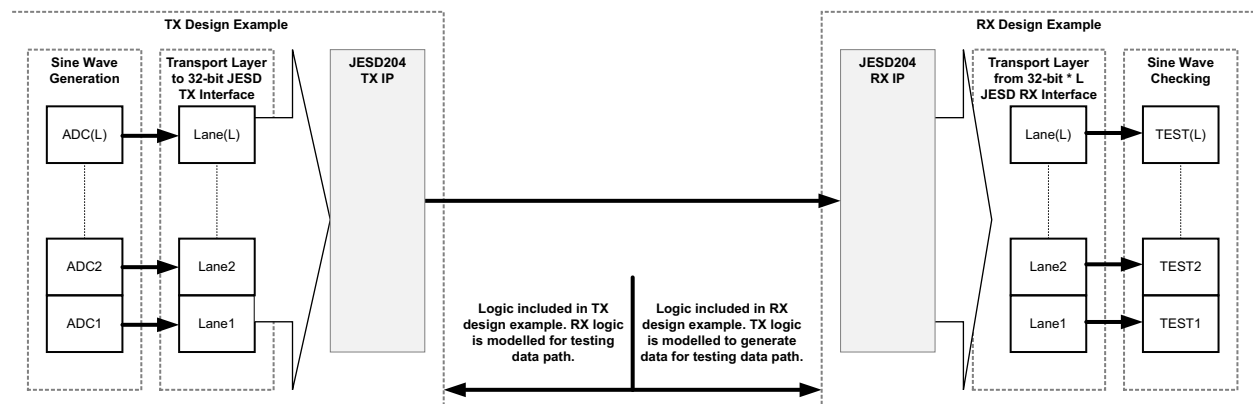 TX Design Example
RX Design Example
Sine Wave
Generation
Transport Layer
to 32-bit JESD
TX Interface
JESD204
TX IP
JESD204
RX IP
Transport Layer
from 32-bit * L
JESD RX Interface
Sine Wave
Checking
ADC(L)
Lane(L)
Lane(L)
TEST(L)
ADC2
Lane2
Lane2
TEST2
ADC1
Lane1
Lane1
TEST1
Logic included in TX
design example. RX logic
is modelled for testing
data path.
Logic included in RX
design example. TX logic
is modelled to generate
data for testing data path.